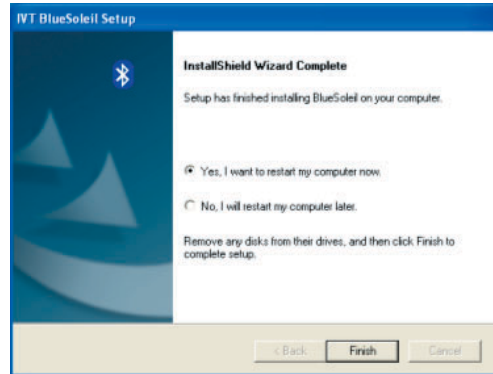 IVT BlueSoleil Setup
InstallShield Wizard Complete
Setup has finished installing BlueSoleil on your computer.
Yes, I want to restart my computer now.
No, I will restart my computer later.
Remove any disks from their drives, and then click Finish to
complete setup.
< Back
Finish
Cancel